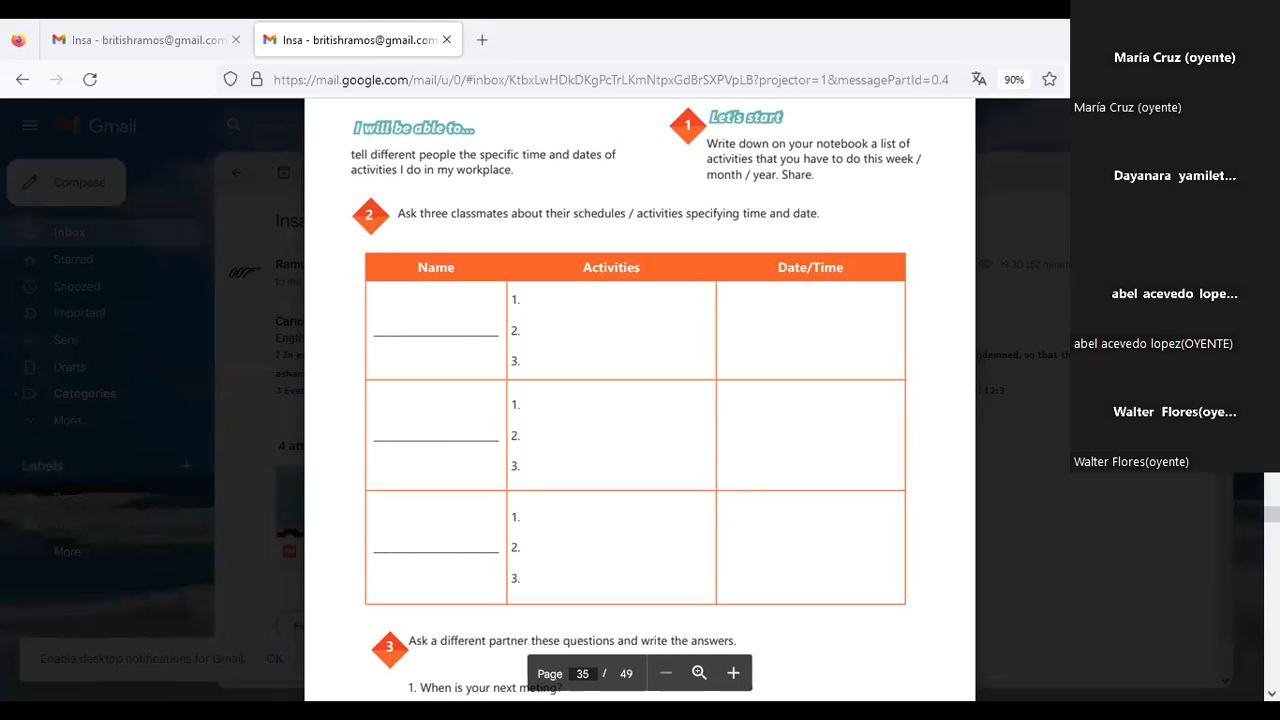 Insa - britishramos@gmail.com
Insa - britishramos@gmail.com
https://mail.google.com/mail/u/0/#inbox/KtbxLwHDkDKgPcTrLKmNtpxGdBrSXPVpLB?projector=1&messagePartId=0.4
90%
Gmail
Compose
Inbox
Starred
Snoozed
Important
Sent
Drafts
Categories
More
Labels
More
Insa
to me
4 att
Enable desktop notifications for Gmail. OK
I will be able to...
tell different people the specific time and dates of
activities I do in my workplace.
1
Let's start
Write down on your notebook a list of
activities that you have to do this week /
month / year. Share.
2 Ask three classmates about their schedules / activities specifying time and date.
Name Activities Date/Time
1.
2.
3.
1.
2.
3.
1.
2.
3.
3 Ask a different partner these questions and write the answers.
1. When is your next meting?
Page 35 / 49
María Cruz (oyente)
María Cruz (oyente)
Dayanara yamilet...
abel acevedo lope...
abel acevedo lopez(OYENTE)
Walter Flores(oye...
Walter Flores(oyente)